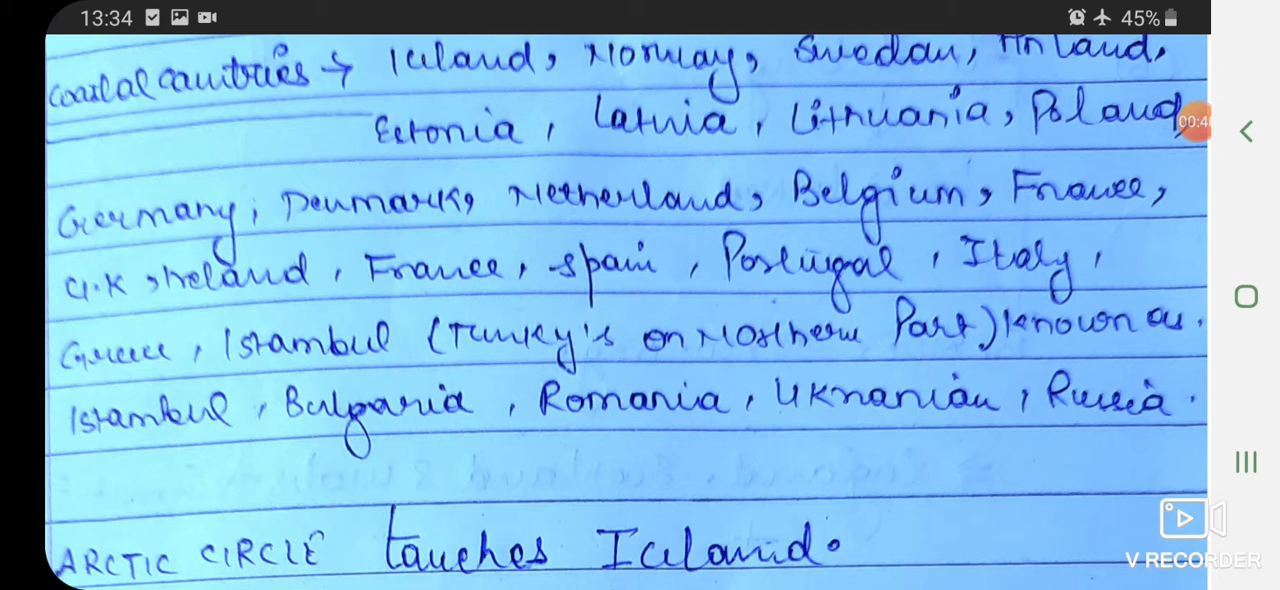 13:34 45%
coastal countries → Iceland, Norway, Sweden, Finland,
Estonia, Latvia, Lithuania, Poland,
00:4
Germany, Denmark, Netherland, Belgium, France,
U.K, Ireland, France, Spain, Portugal, Italy,
Greece, Istambul (Turkey's on Northern Part) known as.
Istambul, Bulgaria, Romania, Ukranian, Russia.
ARCTIC CIRCLE touches Iceland.
V RECORDER